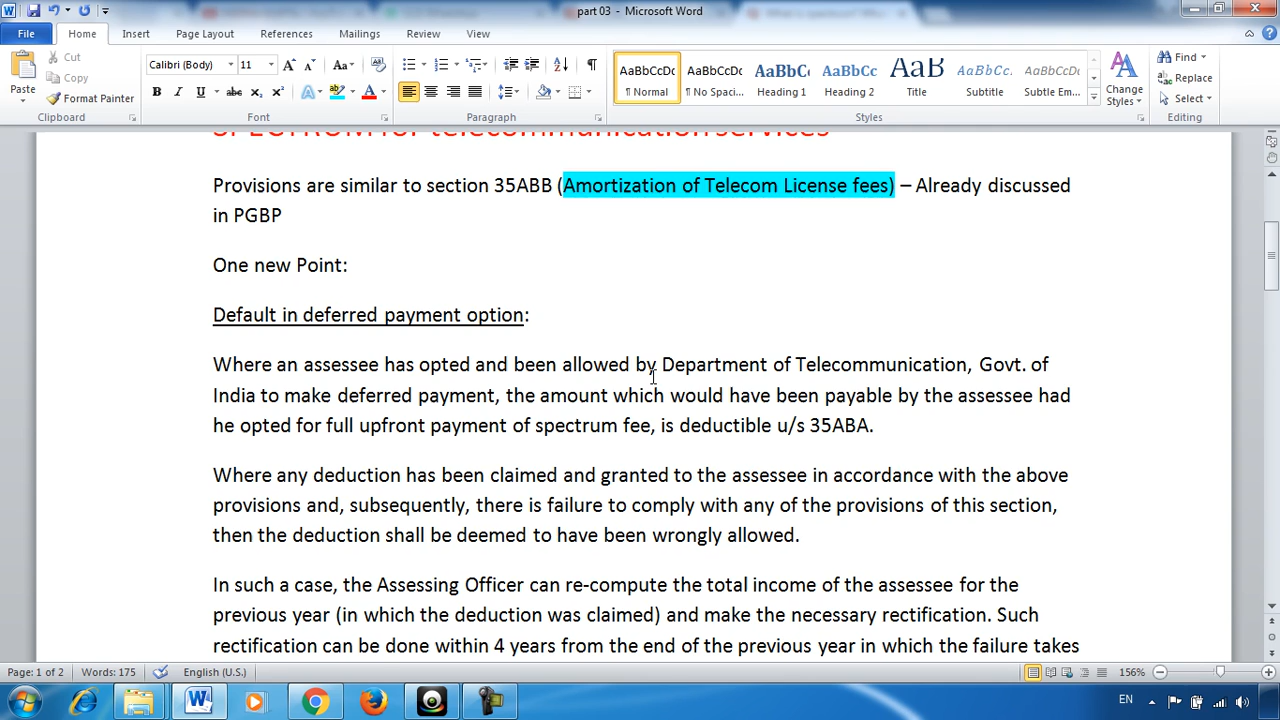 part 03 - Microsoft Word
File Home Insert Page Layout References Mailings Review View
Cut
Copy
Format Painter
Paste
Clipboard
Calibri (Body) 11
Font
Paragraph
AaBbCcDc AaBbCcDc AaBbCc AaBbCc AaB AaBbCcL AaBbCcDc
¶ Normal ¶ No Spaci... Heading 1 Heading 2 Title Subtitle Subtle Em...
Styles
Change Styles
Find
Replace
Select
Editing
SPECTRUM for telecommunication services
Provisions are similar to section 35ABB (Amortization of Telecom License fees) – Already discussed
in PGBP
One new Point:
Default in deferred payment option:
Where an assessee has opted and been allowed by Department of Telecommunication, Govt. of
India to make deferred payment, the amount which would have been payable by the assessee had
he opted for full upfront payment of spectrum fee, is deductible u/s 35ABA.
Where any deduction has been claimed and granted to the assessee in accordance with the above
provisions and, subsequently, there is failure to comply with any of the provisions of this section,
then the deduction shall be deemed to have been wrongly allowed.
In such a case, the Assessing Officer can re-compute the total income of the assessee for the
previous year (in which the deduction was claimed) and make the necessary rectification. Such
rectification can be done within 4 years from the end of the previous year in which the failure takes
Page: 1 of 2 Words: 175 English (U.S.) 156%
EN